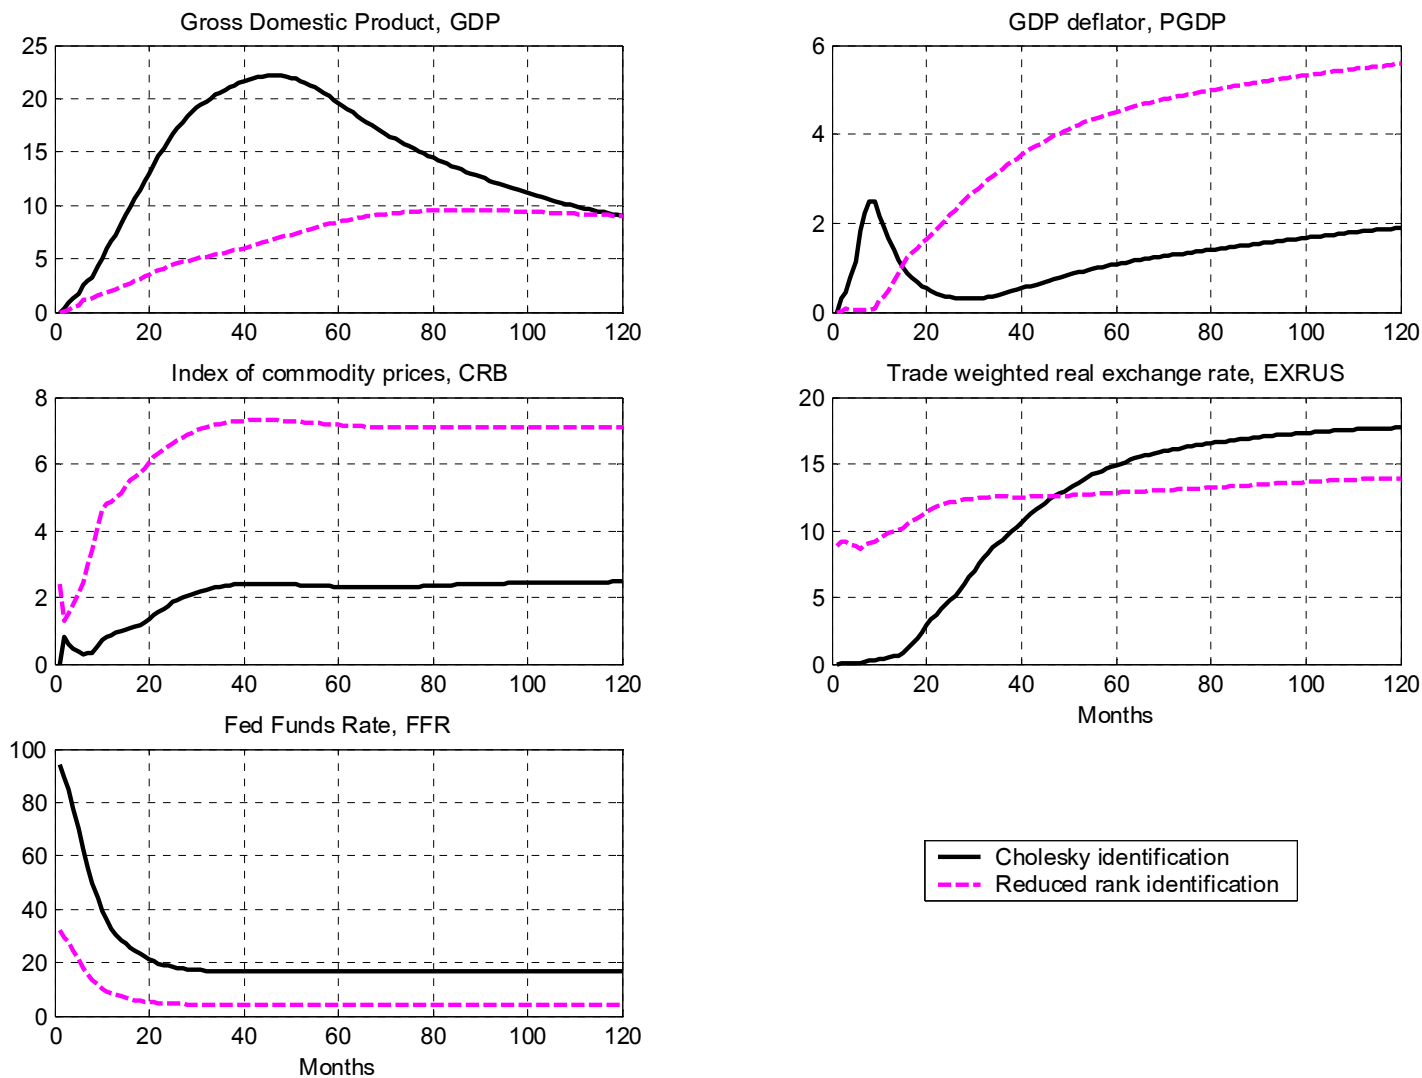 Gross Domestic Product, GDP
25
20
15
10
5
0
0 20 40 60 80 100 120
GDP deflator, PGDP
6
4
2
0
0 20 40 60 80 100 120
Index of commodity prices, CRB
8
6
4
2
0
0 20 40 60 80 100 120
Trade weighted real exchange rate, EXRUS
20
15
10
5
0
0 20 40 60 80 100 120
Months
Fed Funds Rate, FFR
100
80
60
40
20
0
0 20 40 60 80 100 120
Months
Cholesky identification
Reduced rank identification